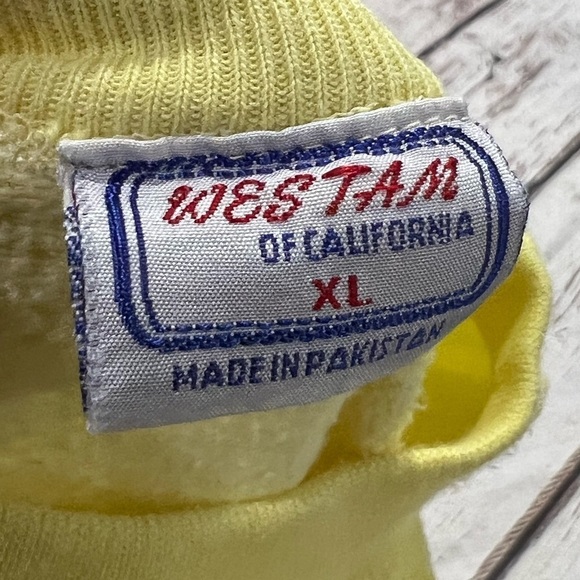 WESTAM
OF CALIFORNIA
XL
MADE IN PAKISTAN